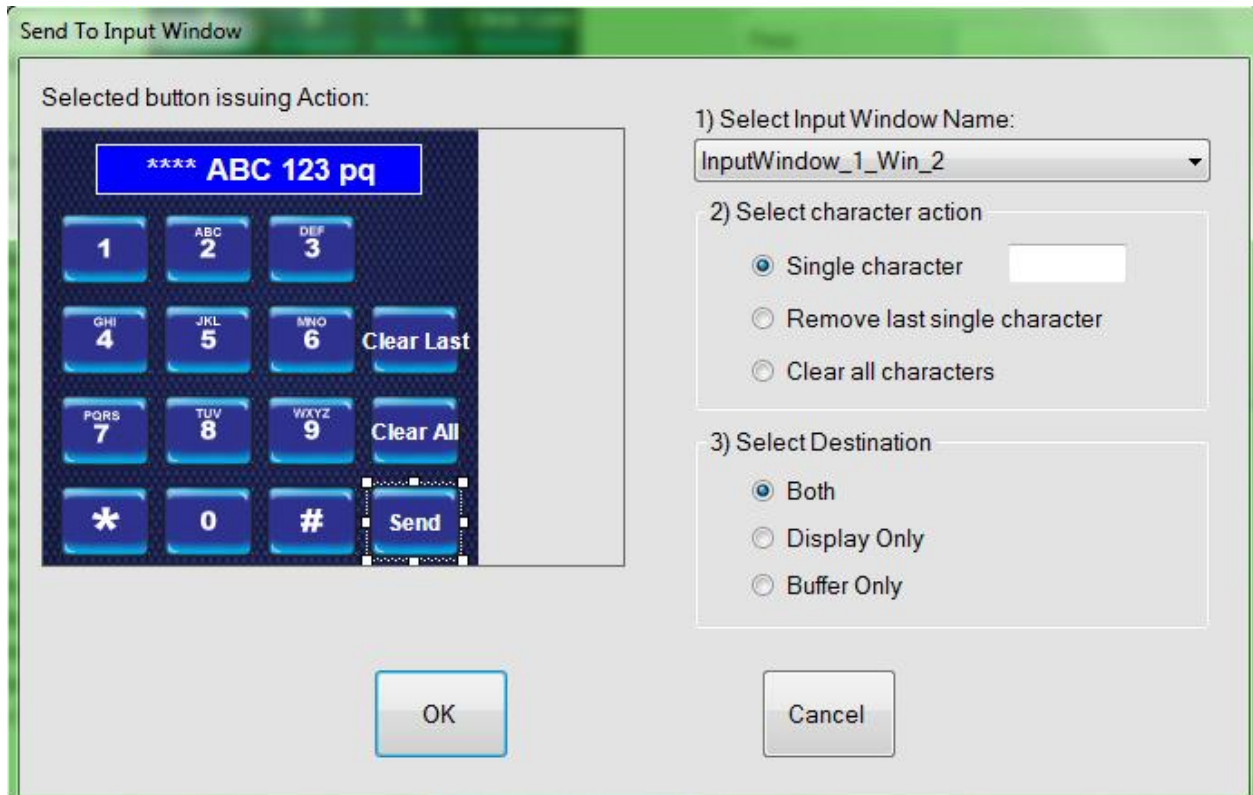 Send To Input Window
Selected button issuing Action:
**** ABC 123 pq
1
ABC
2
DEF
3
GHI
4
JKL
5
MNO
6
Clear Last
PQRS
7
TUV
8
WXYZ
9
Clear All
*
0
#
Send
1) Select Input Window Name:
InputWindow_1_Win_2
2) Select character action
Single character
Remove last single character
Clear all characters
3) Select Destination
Both
Display Only
Buffer Only
OK
Cancel